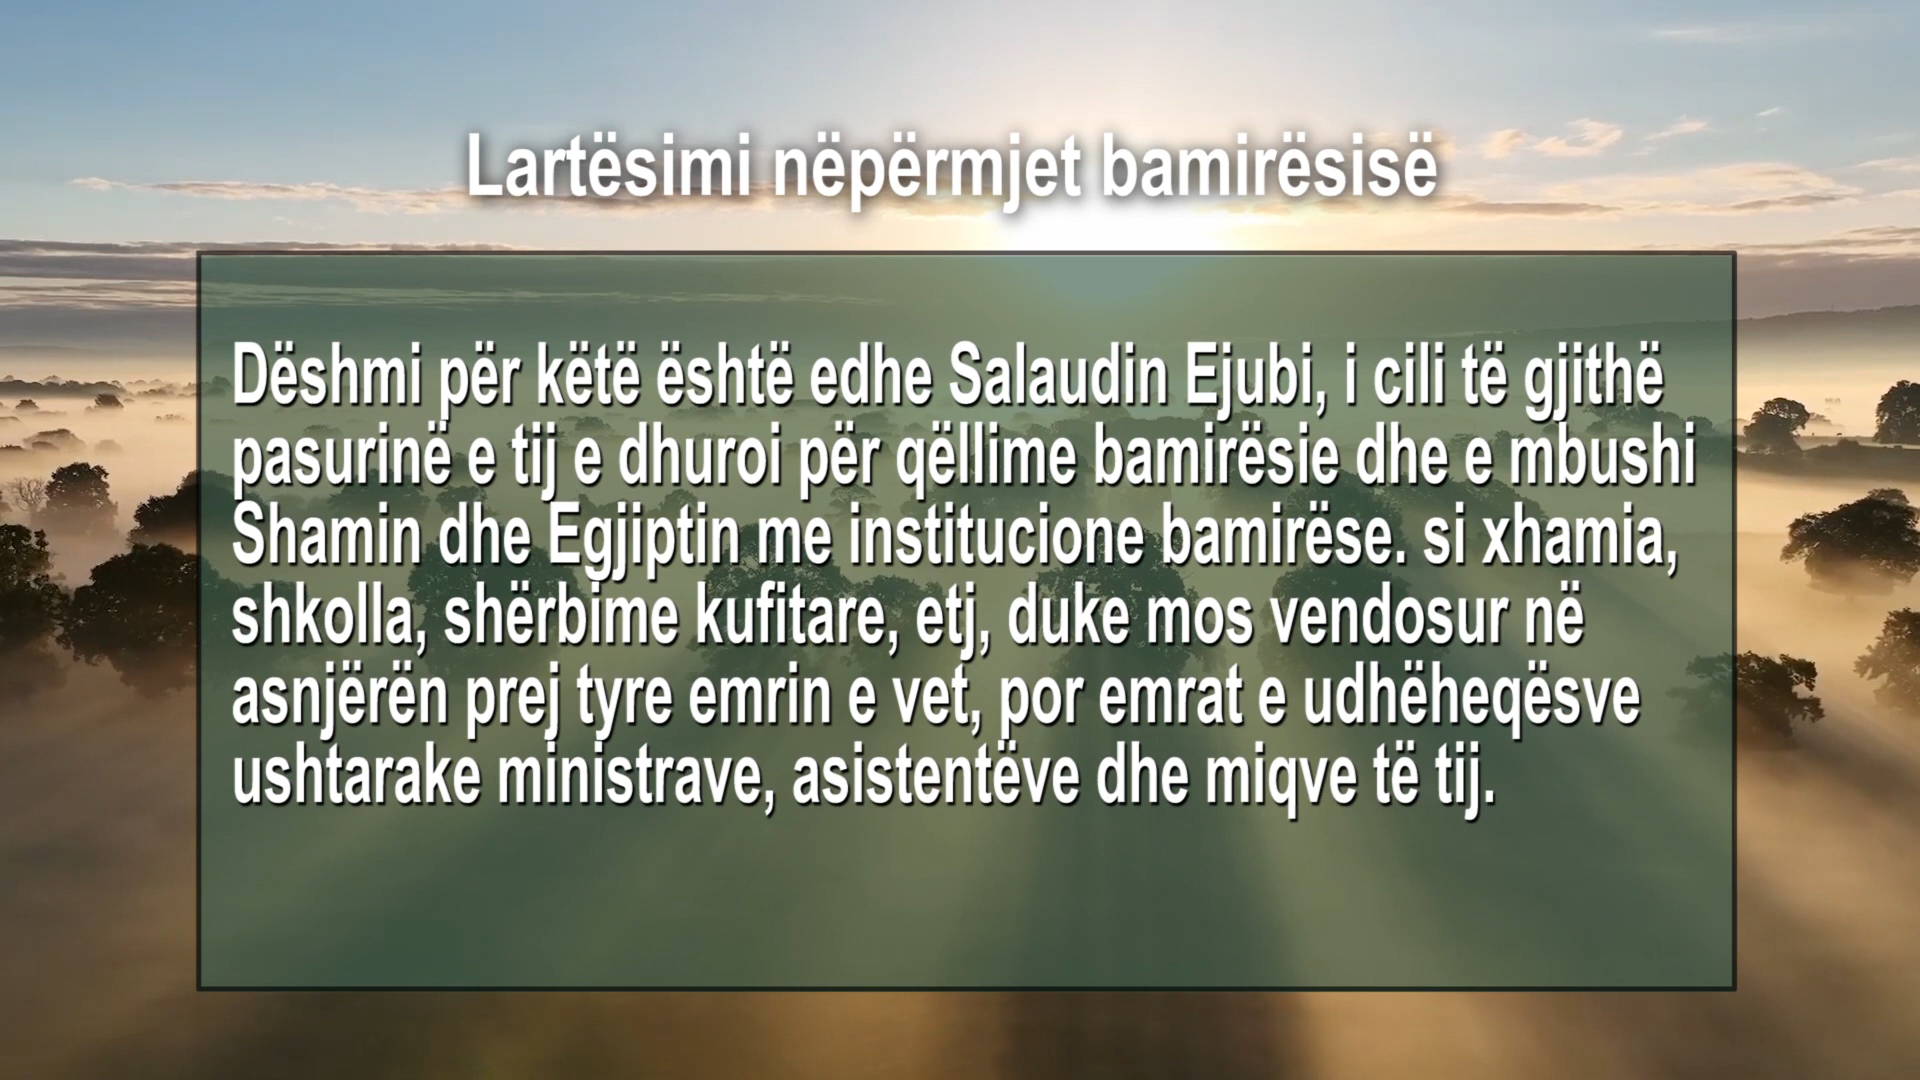 Lartësimi nëpërmjet bamirësisë
Dëshmi për këtë është edhe Salaudin Ejubi, i cili të gjithë
pasurinë e tij e dhuroi për qëllime bamirësie dhe e mbushi
Shamin dhe Egjiptin me institucione bamirëse. si xhamia,
shkolla, shërbime kufitare, etj, duke mos vendosur në
asnjërën prej tyre emrin e vet, por emrat e udhëheqësve
ushtarake ministrave, asistentëve dhe miqve të tij.